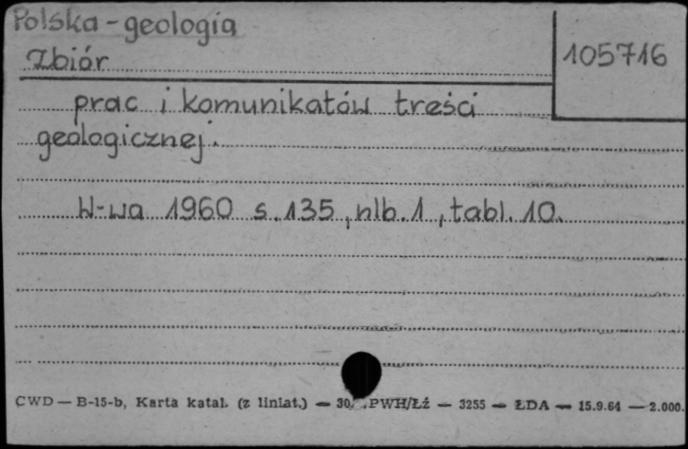 Polska - geologia
Zbiór
105716
prac i komunikatów treści
geologicznej.
W-wa 1960 s. 135, nlb. 1, tabl. 10.
CWD — B-15-b, Karta katal. (z liniat.) — 30. PWH/Łż — 3255 — ŁDA — 15.9.64 — 2.000.